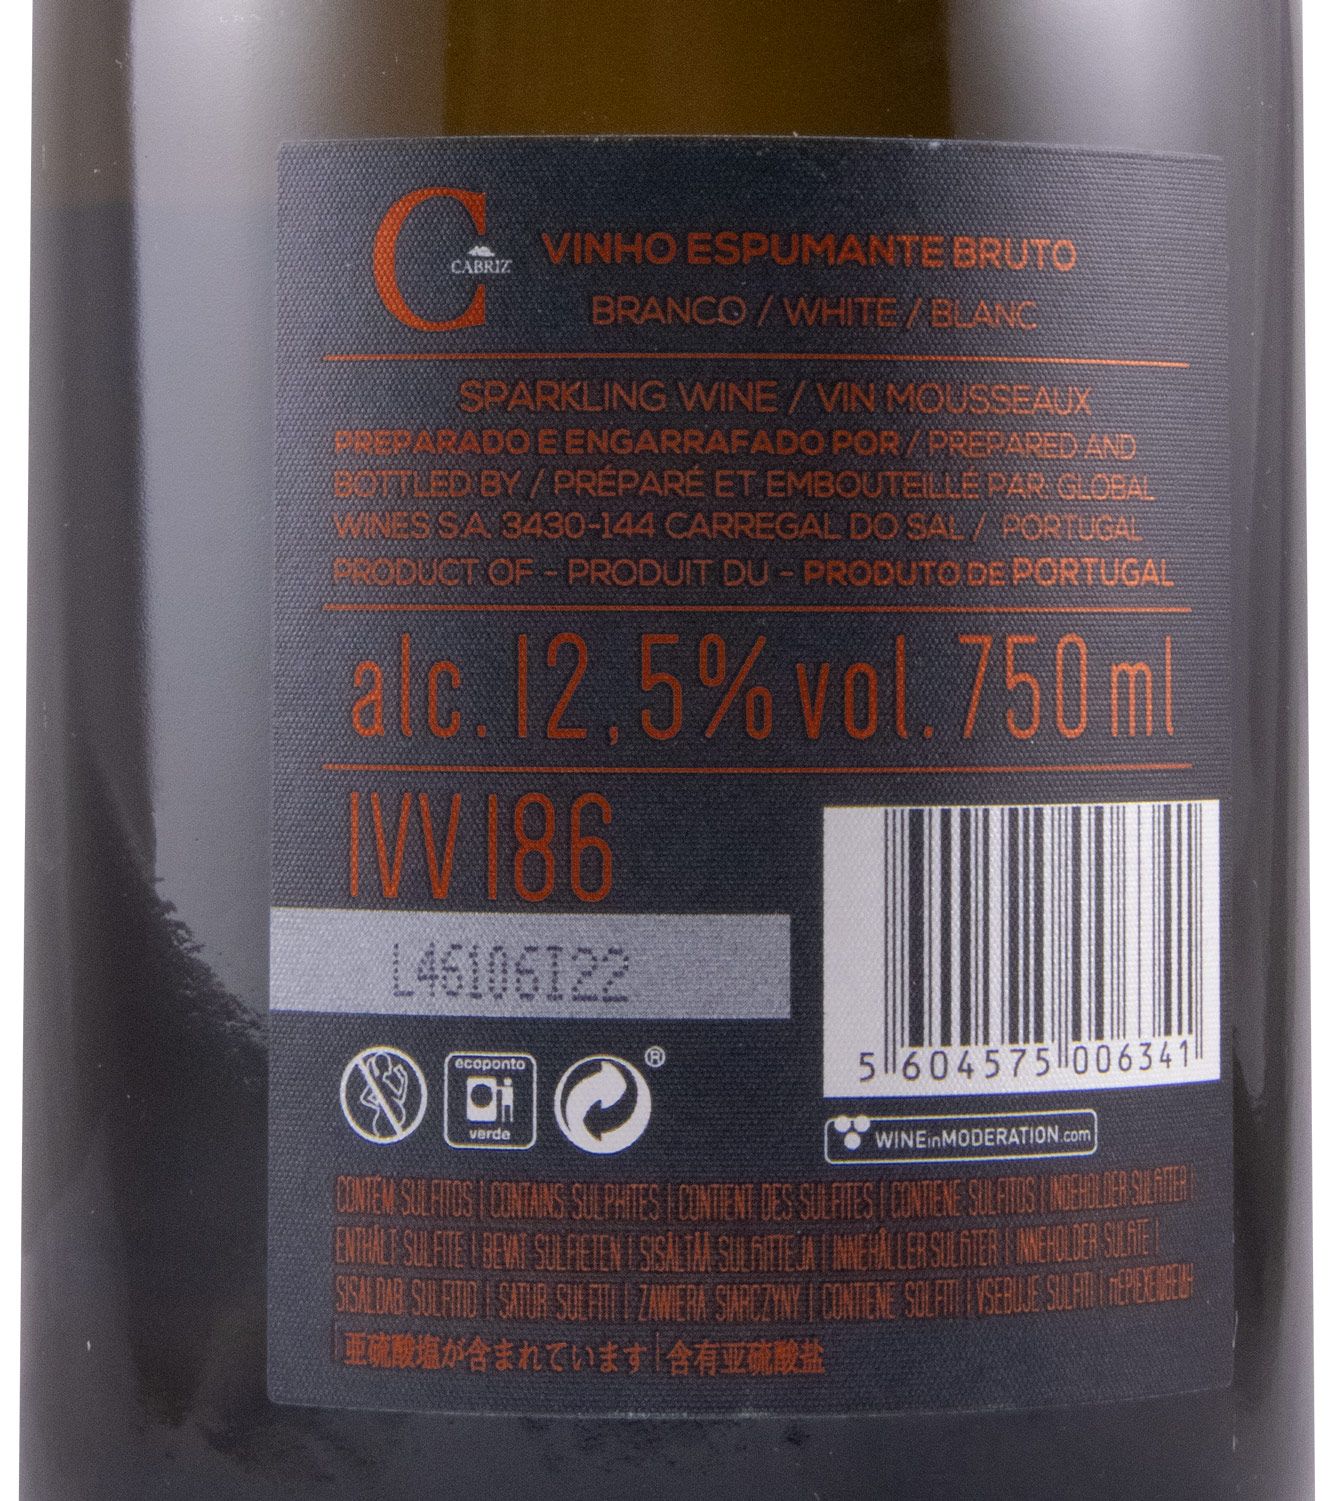 C
CABRIZ
VINHO ESPUMANTE BRUTO
BRANCO / WHITE / BLANC
SPARKLING WINE / VIN MOUSSEAUX
PREPARADO E ENGARRAFADO POR / PREPARED AND
BOTTLED BY / PRÉPARÉ ET EMBOUTEILLÉ PAR: GLOBAL
WINES S.A. 3430-144 CARREGAL DO SAL / PORTUGAL
PRODUCT OF - PRODUIT DU - PRODUTO DE PORTUGAL
alc. 12,5% vol. 750 ml
IVV 186
L46106I22
5 604575 006341
ecoponto
verde
®
WINEinMODERATION.com
CONTÉM SULFITOS | CONTAINS SULPHITES | CONTIENT DES SULFITES | CONTIENE SULFITOS | INDEHOLDER SULFITTER |
ENTHÄLT SULFITE | BEVAT SULFIETEN | SISÄLTÄÄ SULFIITTEJA | INNEHÅLLER SULFITER | INNEHOLDER SULFITE |
SISALDAB SULFITID | SATUR SULFITI | ZAWIERA SIARCZYNY | CONTIENE SOLFITI | VSEBUJE SULFITI |
| 亜硫酸塩が含まれています | 含有亚硫酸盐